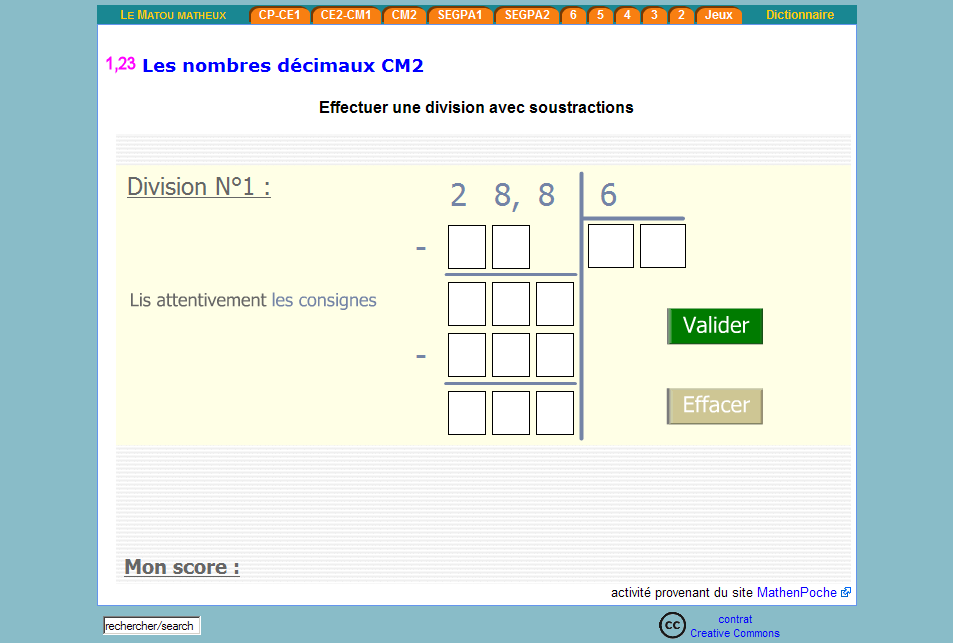 LE MATOU MATHEUX CP-CE1 CE2-CM1 CM2 SEGPA1 SEGPA2 6 5 4 3 2 Jeux Dictionnaire
1,23 Les nombres décimaux CM2
Effectuer une division avec soustractions
Division N°1 : 2 8, 8 6
-
Lis attentivement les consignes
Valider
-
Effacer
Mon score :
activité provenant du site MathenPoche
rechercher/search
cc contrat
Creative Commons